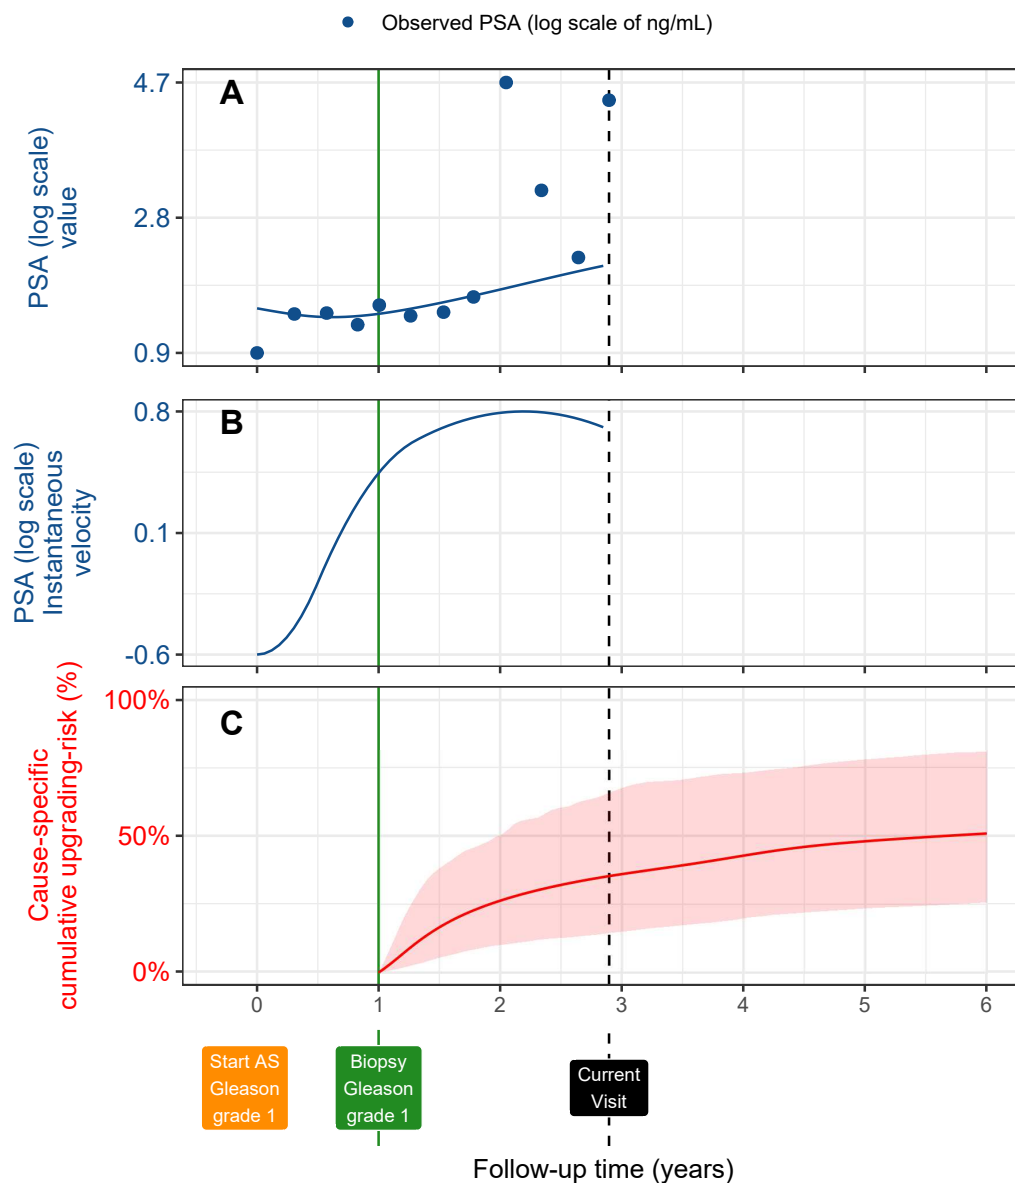 Observed PSA (log scale of ng/mL)
A
PSA (log scale)
value
4.7
2.8
0.9
B
PSA (log scale)
Instantaneous
velocity
0.8
0.1
-0.6
C
Cause-specific
cumulative upgrading-risk (%)
100%
50%
0%
0 1 2 3 4 5 6
Start AS
Gleason
grade 1
Biopsy
Gleason
grade 1
Current
Visit
Follow-up time (years)